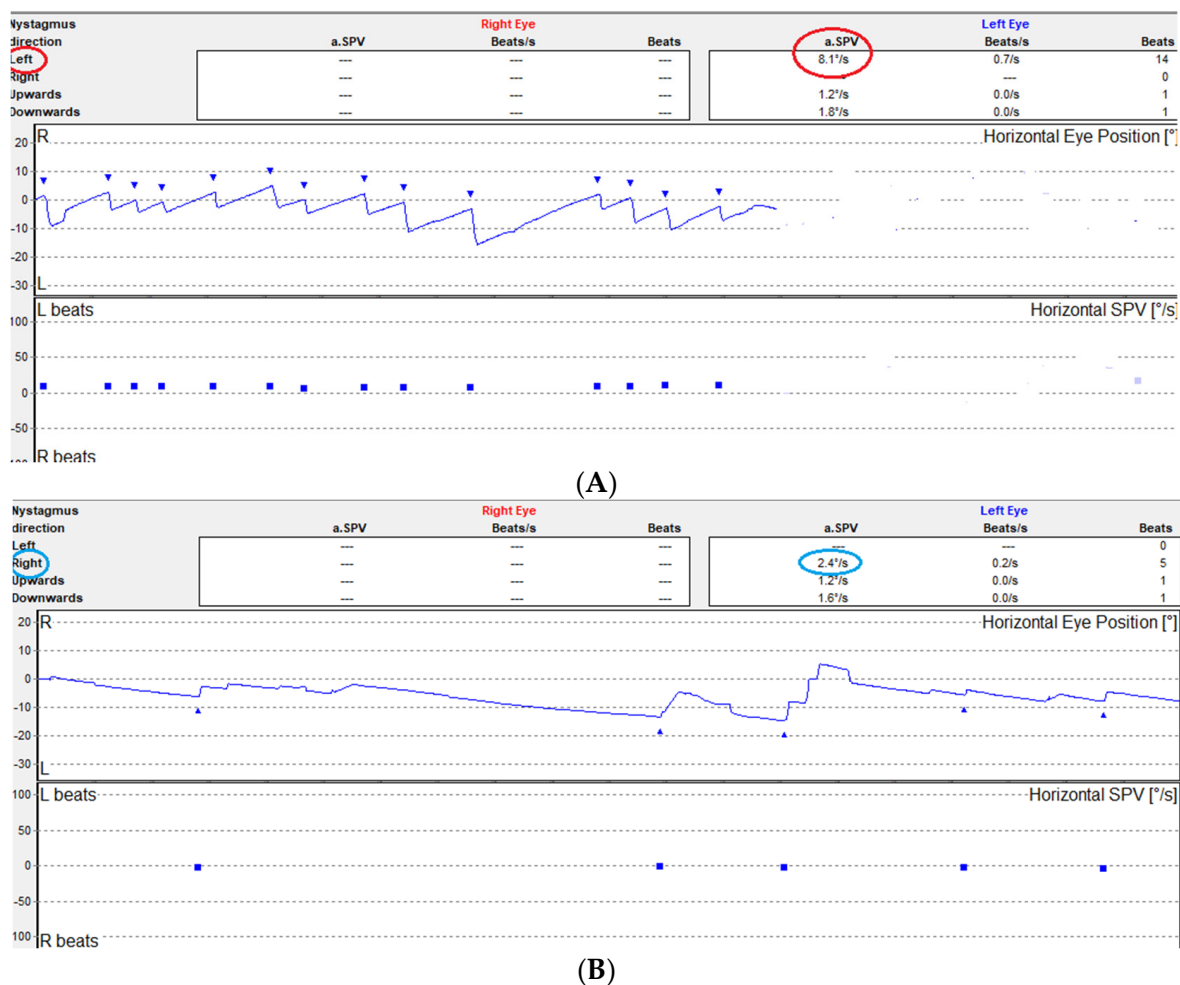 Nystagmus Right Eye Left Eye
direction a.SPV Beats/s Beats a.SPV Beats/s Beats
Left --- --- --- 8.1°/s 0.7/s 14
Right --- --- --- --- 0
Upwards --- --- --- 1.2°/s 0.0/s 1
Downwards --- --- --- 1.8°/s 0.0/s 1
R Horizontal Eye Position [°]
20
10
0
-10
-20
-30
L
L beats Horizontal SPV [°/s]
100
50
0
-50
R beats
(A)
Nystagmus Right Eye Left Eye
direction a.SPV Beats/s Beats a.SPV Beats/s Beats
Left --- --- --- --- --- 0
Right --- --- --- 2.4°/s 0.2/s 5
Upwards --- --- --- 1.2°/s 0.0/s 1
Downwards --- --- --- 1.6°/s 0.0/s 1
20 R Horizontal Eye Position [°]
10
0
-10
-20
-30
L
100 L beats Horizontal SPV [°/s]
50
0
-50
100 R beats
(B)